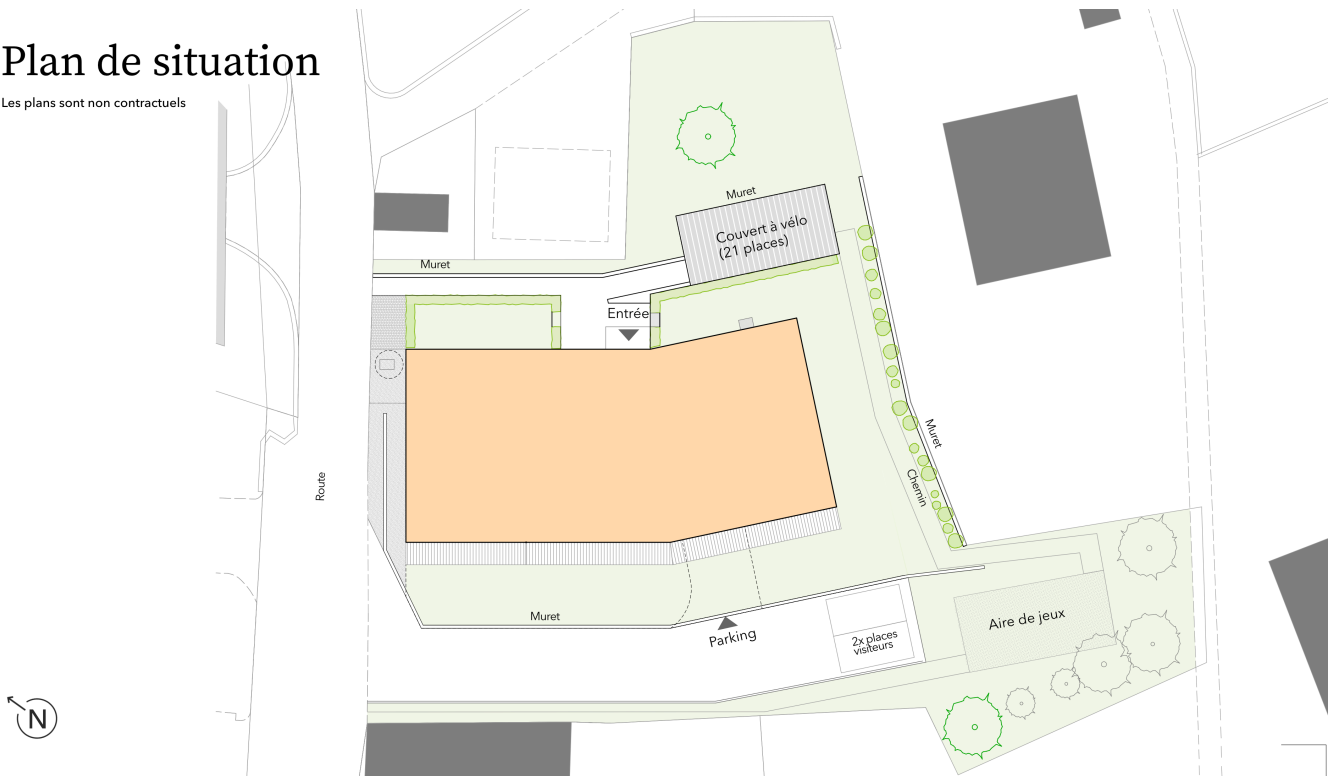 Plan de situation
Les plans sont non contractuels
Muret
Couvert à vélo
(21 places)
Muret
Entrée
Muret
Chemin
Route
Muret
Parking
2x places
visiteurs
Aire de jeux
N